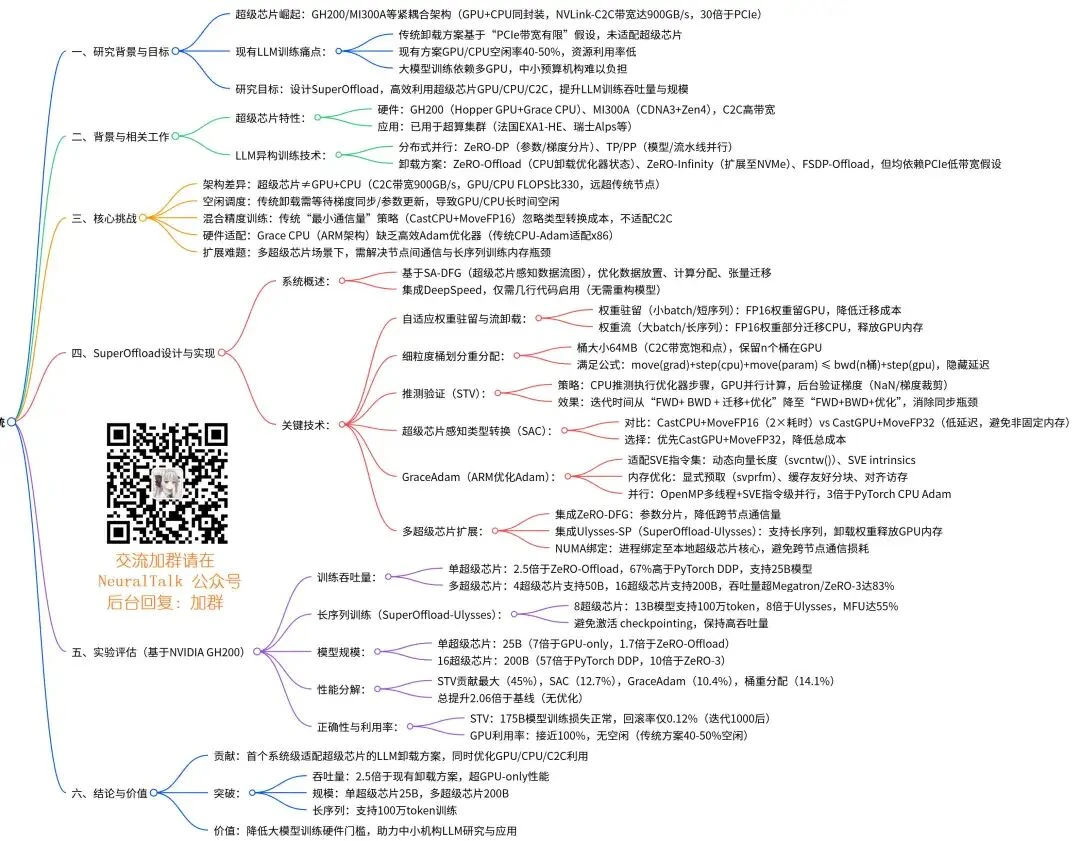 统
一、研究背景与目标
超级芯片崛起：GH200/MI300A等紧耦合架构（GPU+CPU同封装，NVLink-C2C带宽达900GB/s，30倍于PCIe）
现有LLM训练痛点：
传统卸载方案基于“PCIe带宽有限”假设，未适配超级芯片
现有方案GPU/CPU空闲率40-50%，资源利用率低
大模型训练依赖多GPU，中小预算机构难以负担
研究目标：设计SuperOffload，高效利用超级芯片GPU/CPU/C2C，提升LLM训练吞吐量与规模
二、背景与相关工作
超级芯片特性：
硬件：GH200（Hopper GPU+Grace CPU）、MI300A（CDNA3+Zen4），C2C高带宽
应用：已用于超算集群（法国EXA1-HE、瑞士Alps等）
LLM异构训练技术：
分布式并行：ZeRO-DP（参数/梯度分片）、TP/PP（模型/流水线并行）
卸载方案：ZeRO-Offload（CPU卸载优化器状态）、ZeRO-Infinity（扩展至NVMe）、FSDP-Offload，但均依赖PCIe低带宽假设
三、核心挑战
架构差异：超级芯片≠GPU+CPU（C2C带宽900GB/s，GPU/CPU FLOPS比330，远超传统节点）
空闲调度：传统卸载需等待梯度同步/参数更新，导致GPU/CPU长时间空闲
混合精度训练：传统“最小通信量”策略（CastCPU+MoveFP16）忽略类型转换成本，不适配C2C
硬件适配：Grace CPU（ARM架构）缺乏高效Adam优化器（传统CPU-Adam适配x86）
扩展难题：多超级芯片场景下，需解决节点间通信与长序列训练内存瓶颈
四、SuperOffload设计与实现
系统概述：
基于SA-DFG（超级芯片感知数据流图），优化数据放置、计算分配、张量迁移
集成DeepSpeed，仅需几行代码启用（无需重构模型）
关键技术：
自适应权重驻留与流卸载：
权重驻留（小batch/短序列）：FP16权重留GPU，降低迁移成本
权重流（大batch/长序列）：FP16权重部分迁移CPU，释放GPU内存
细粒度桶划分重分配：
桶大小64MB（C2C带宽饱和点），保留n个桶在GPU
满足公式：move(grad)+step(cpu)+move(param) ≤ bwd(n桶)+step(gpu)，隐藏延迟
推测验证（STV）：
策略：CPU推测执行优化器步骤，GPU并行计算，后台验证梯度（NaN/梯度裁剪）
效果：迭代时间从“FWD+ BWD + 迁移+优化”降至“FWD+BWD+优化”，消除同步瓶颈
超级芯片感知类型转换（SAC）：
对比：CastCPU+MoveFP16（2×耗时）vs CastGPU+MoveFP32（低延迟，避免非固定内存）
选择：优先CastGPU+MoveFP32，降低总成本
GraceAdam（ARM优化Adam）：
适配SVE指令集：动态向量长度（svcntw()）、SVE intrinsics
内存优化：显式预取（svprfm）、缓存友好分块、对齐访存
并行：OpenMP多线程+SVE指令级并行，3倍于PyTorch CPU Adam
多超级芯片扩展：
集成ZeRO-DFG：参数分片，降低跨节点通信量
集成Ulysses-SP（SuperOffload-Ulysses）：支持长序列，卸载权重释放GPU内存
NUMA绑定：进程绑定至本地超级芯片核心，避免跨节点通信损耗
交流加群请在
NeuralTalk 公众号
后台回复：加群
五、实验评估（基于NVIDIA GH200）
训练吞吐量：
单超级芯片：2.5倍于ZeRO-Offload，67%高于PyTorch DDP，支持25B模型
多超级芯片：4超级芯片支持50B，16超级芯片支持200B，吞吐量超Megatron/ZeRO-3达83%
长序列训练（SuperOffload-Ulysses）：
8超级芯片：13B模型支持100万token，8倍于Ulysses，MFU达55%
避免激活 checkpointing，保持高吞吐量
模型规模：
单超级芯片：25B（7倍于GPU-only，1.7倍于ZeRO-Offload）
16超级芯片：200B（57倍于PyTorch DDP，10倍于ZeRO-3）
性能分解：
STV贡献最大（45%），SAC（12.7%），GraceAdam（10.4%），桶重分配（14.1%）
总提升2.06倍于基线（无优化）
正确性与利用率：
STV：175B模型训练损失正常，回滚率仅0.12%（迭代1000后）
GPU利用率：接近100%，无空闲（传统方案40-50%空闲）
六、结论与价值
贡献：首个系统级适配超级芯片的LLM卸载方案，同时优化GPU/CPU/C2C利用
突破：
吞吐量：2.5倍于现有卸载方案，超GPU-only性能
规模：单超级芯片25B，多超级芯片200B
长序列：支持100万token训练
价值：降低大模型训练硬件门槛，助力中小机构LLM研究与应用